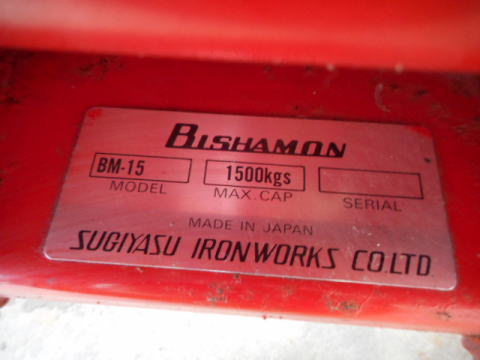 BISHAMON
BM-15 1500kgs
MODEL MAX. CAP SERIAL
MADE IN JAPAN
SUGIYASU IRONWORKS CO.LTD.